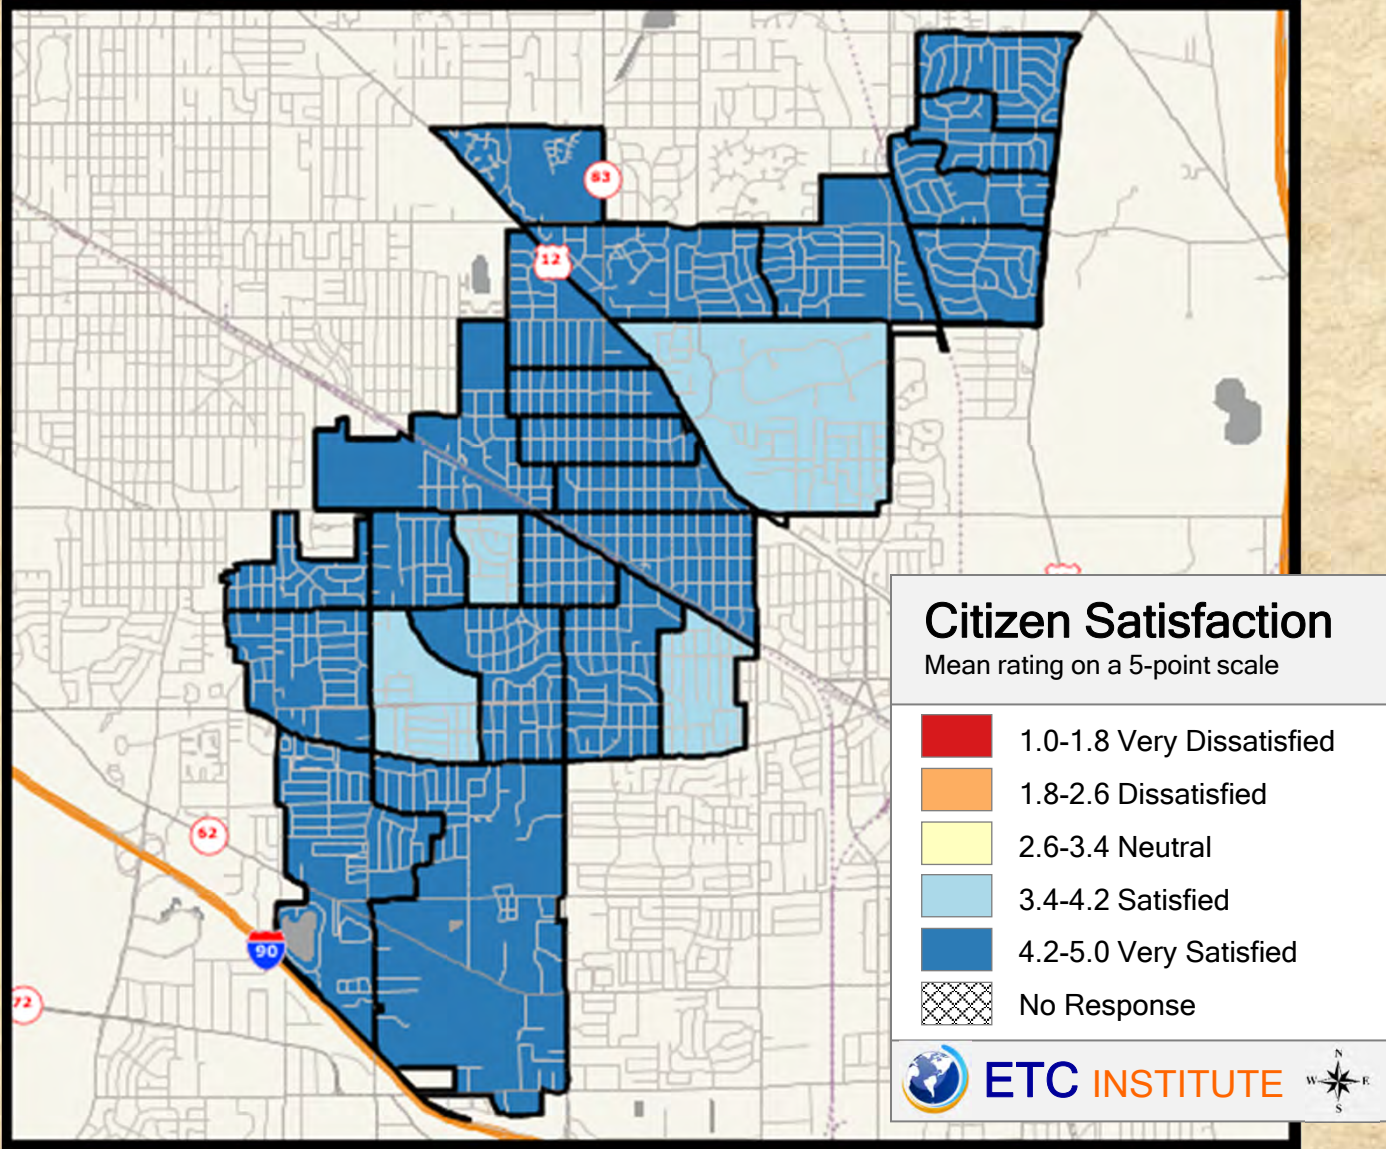 83
12
62
90
72
Citizen Satisfaction
Mean rating on a 5-point scale
1.0-1.8 Very Dissatisfied
1.8-2.6 Dissatisfied
2.6-3.4 Neutral
3.4-4.2 Satisfied
4.2-5.0 Very Satisfied
No Response
ETC INSTITUTE
N
W E
S